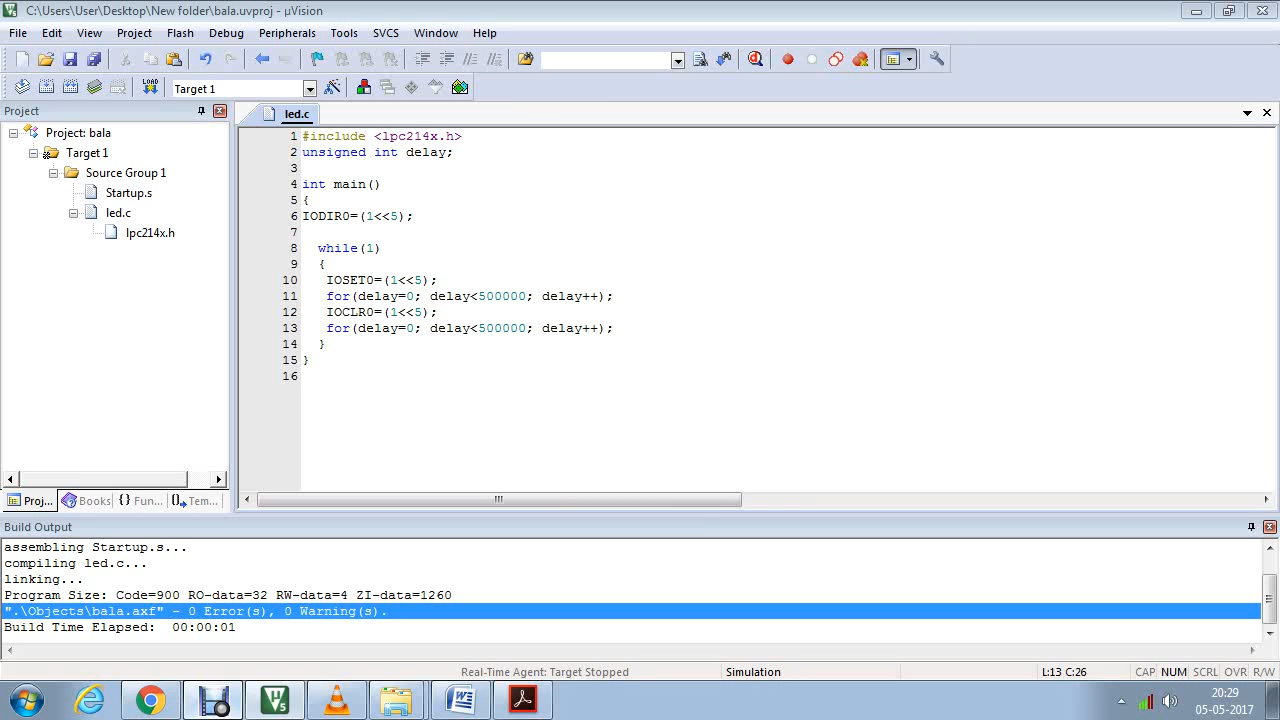 C:\Users\User\Desktop\New folder\bala.uvproj - µVision
File Edit View Project Flash Debug Peripherals Tools SVCS Window Help
LOAD Target 1
Project
led.c
Project: bala
Target 1
Source Group 1
Startup.s
led.c
lpc214x.h
1 #include <lpc214x.h>
2 unsigned int delay;
3
4 int main()
5 {
6 IODIR0=(1<<5);
7
8 while(1)
9 {
10 IOSET0=(1<<5);
11 for(delay=0; delay<500000; delay++);
12 IOCLR0=(1<<5);
13 for(delay=0; delay<500000; delay++);
14 }
15 }
16
Proj... Books {} Fun... Tem...
Build Output
assembling Startup.s...
compiling led.c...
linking...
Program Size: Code=900 RO-data=32 RW-data=4 ZI-data=1260
".\Objects\bala.axf" - 0 Error(s), 0 Warning(s).
Build Time Elapsed:  00:00:01
Real-Time Agent: Target Stopped Simulation L:13 C:26 CAP NUM SCRL OVR R/W
20:29
05-05-2017